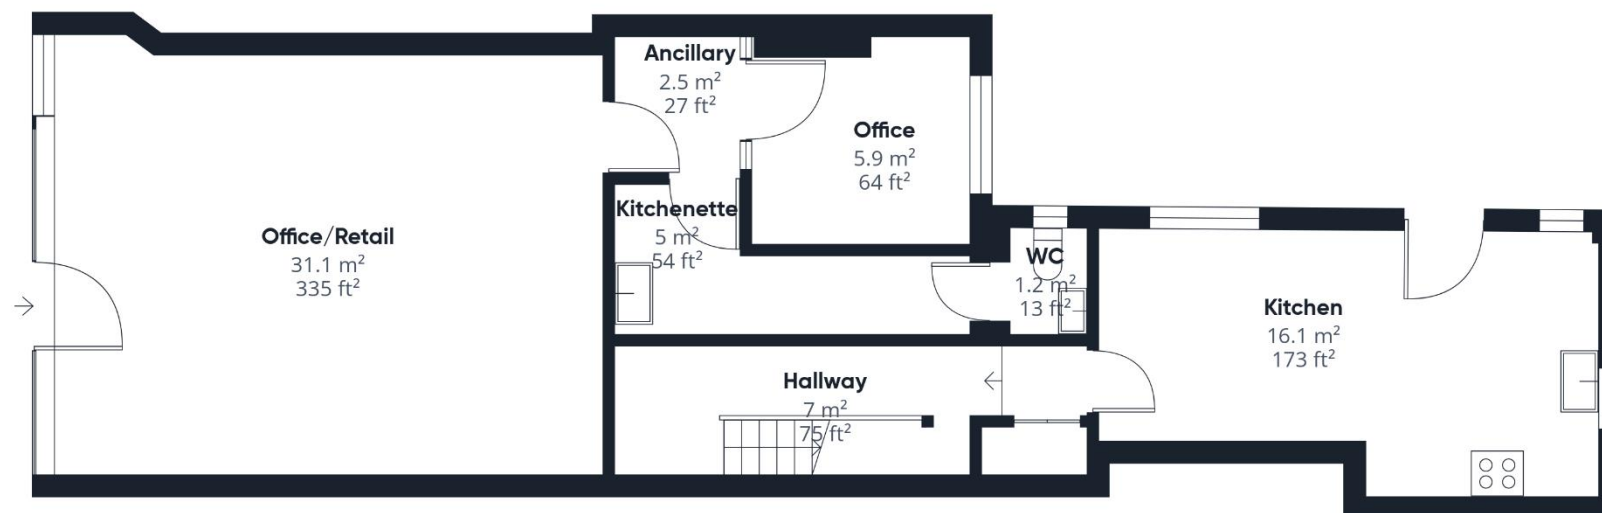 Ancillary
2.5 m²
27 ft²
Office
5.9 m²
64 ft²
Office/Retail
31.1 m²
335 ft²
Kitchenette
5 m²
54 ft²
WC
1.2 m²
13 ft²
Kitchen
16.1 m²
173 ft²
Hallway
7 m²
75 ft²